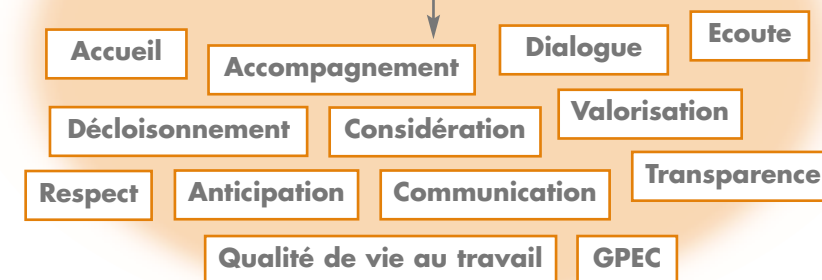 Accueil
Accompagnement
Dialogue
Ecoute
Décloisonnement
Considération
Valorisation
Respect
Anticipation
Communication
Transparence
Qualité de vie au travail
GPEC